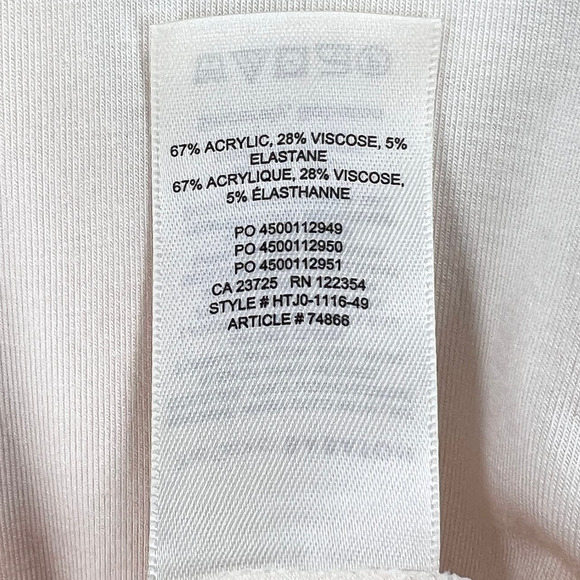 67% ACRYLIC, 28% VISCOSE, 5%
ELASTANE
67% ACRYLIQUE, 28% VISCOSE,
5% ÉLASTHANNE
PO 4500112949
PO 4500112950
PO 4500112951
CA 23725 RN 122354
STYLE # HTJ0-1116-49
ARTICLE # 74866